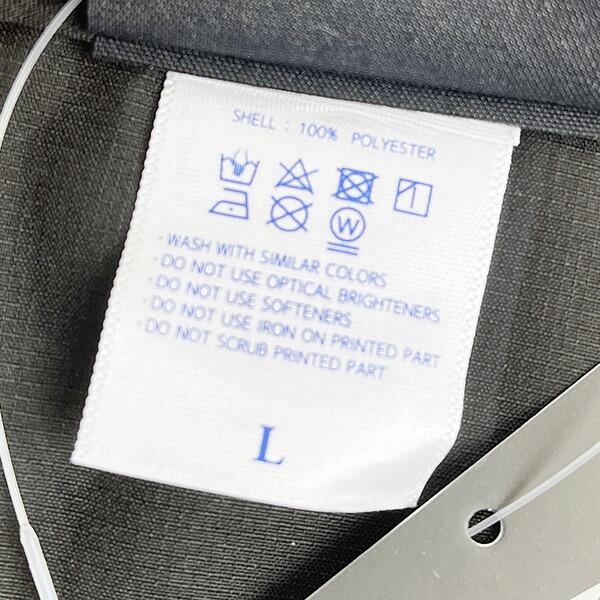 SHELL : 100% POLYESTER
W
· WASH WITH SIMILAR COLORS
· DO NOT USE OPTICAL BRIGHTENERS
· DO NOT USE SOFTENERS
· DO NOT USE IRON ON PRINTED PART
· DO NOT SCRUB PRINTED PART
L